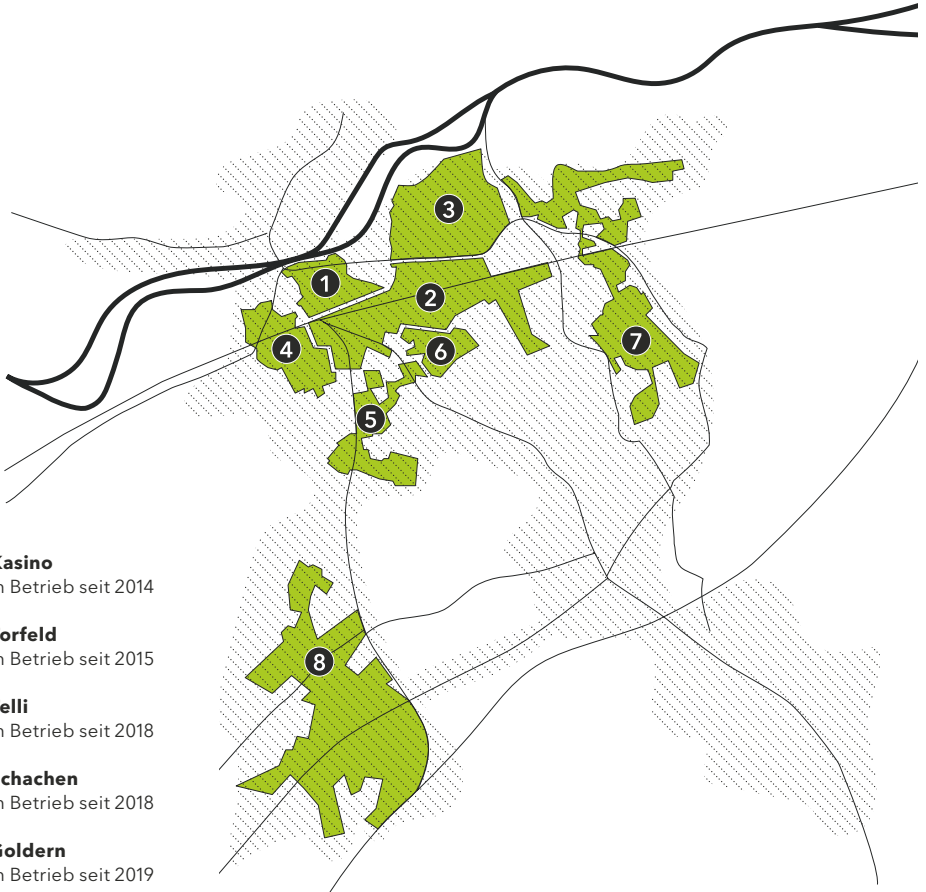 3
1
2
7
4
6
5
8
Kasino
n Betrieb seit 2014
orfeld
n Betrieb seit 2015
elli
n Betrieb seit 2018
chachen
n Betrieb seit 2018
Goldern
n Betrieb seit 2019